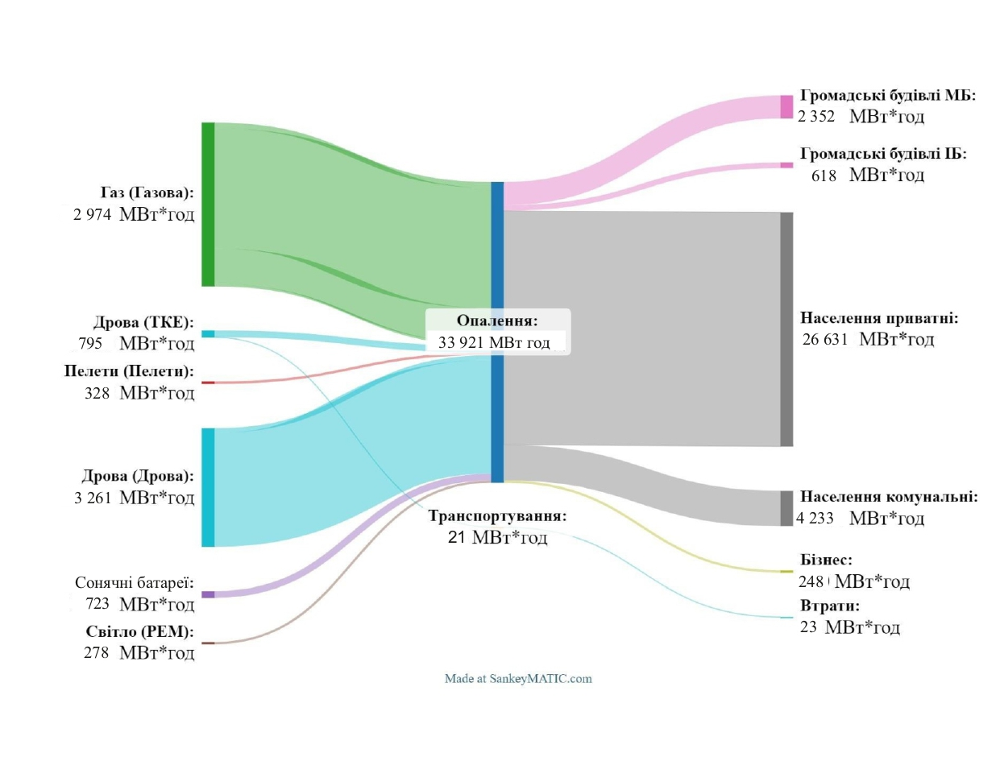 Газ (Газова):
2 974 МВт*год
Дрова (ТКЕ):
795 МВт*год
Пелети (Пелети):
328 МВт*год
Дрова (Дрова):
3 261 МВт*год
Сонячні батареї:
723 МВт*год
Світло (РЕМ):
278 МВт*год
Опалення:
33 921 МВт год
Транспортування:
21 МВт*год
Громадські будівлі МБ:
2 352 МВт*год
Громадські будівлі ІБ:
618 МВт*год
Населення приватні:
26 631 МВт*год
Населення комунальні:
4 233 МВт*год
Бізнес:
248 МВт*год
Втрати:
23 МВт*год
Made at SankeyMATIC.com